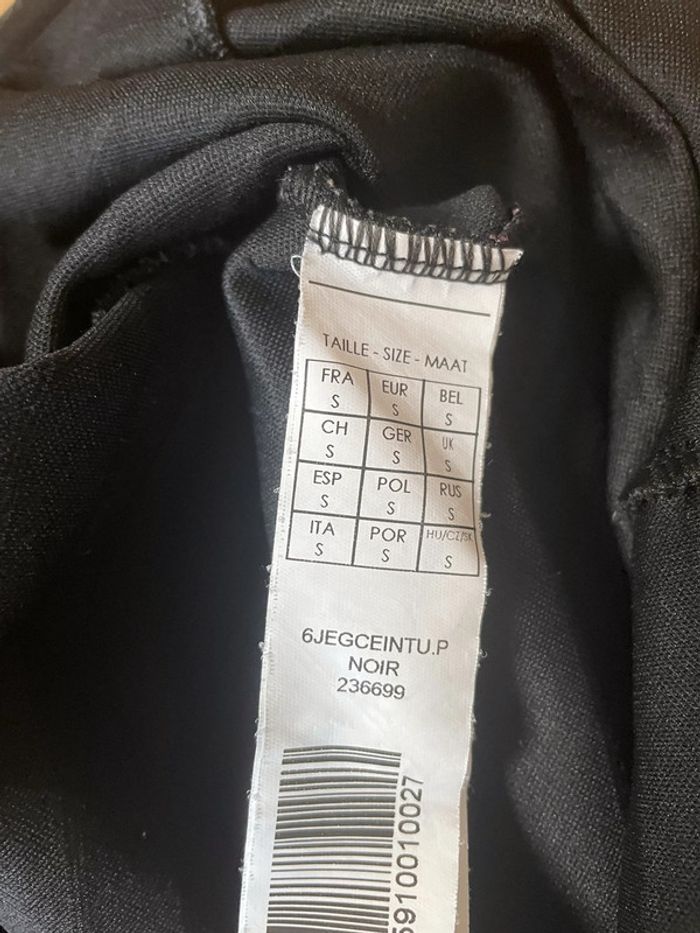 TAILLE - SIZE - MAAT
FRA EUR BEL
S S S
CH GER UK
S S S
ESP POL RUS
S S S
ITA POR HU/CZ/SK
S S S
6JEGCEINTU.P
NOIR
236699
5910010027